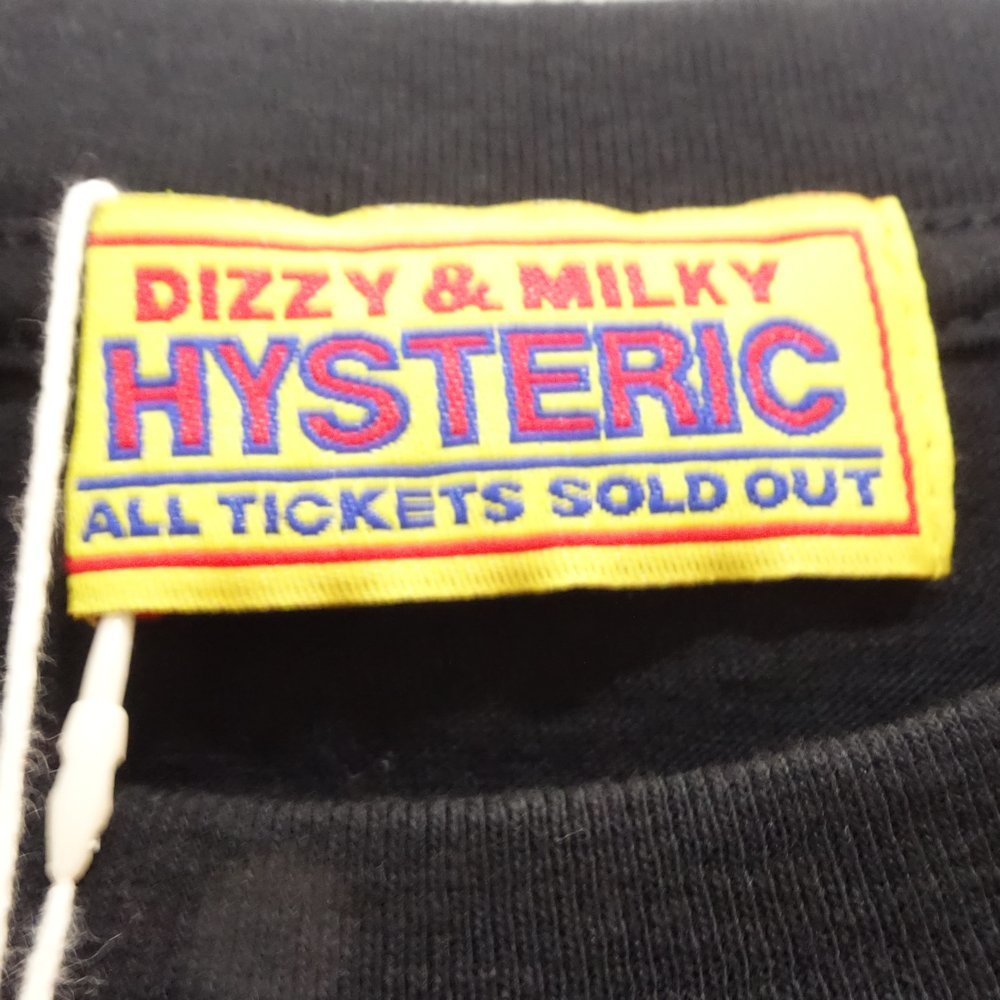 DIZZY & MILKY
HYSTERIC
ALL TICKETS SOLD OUT